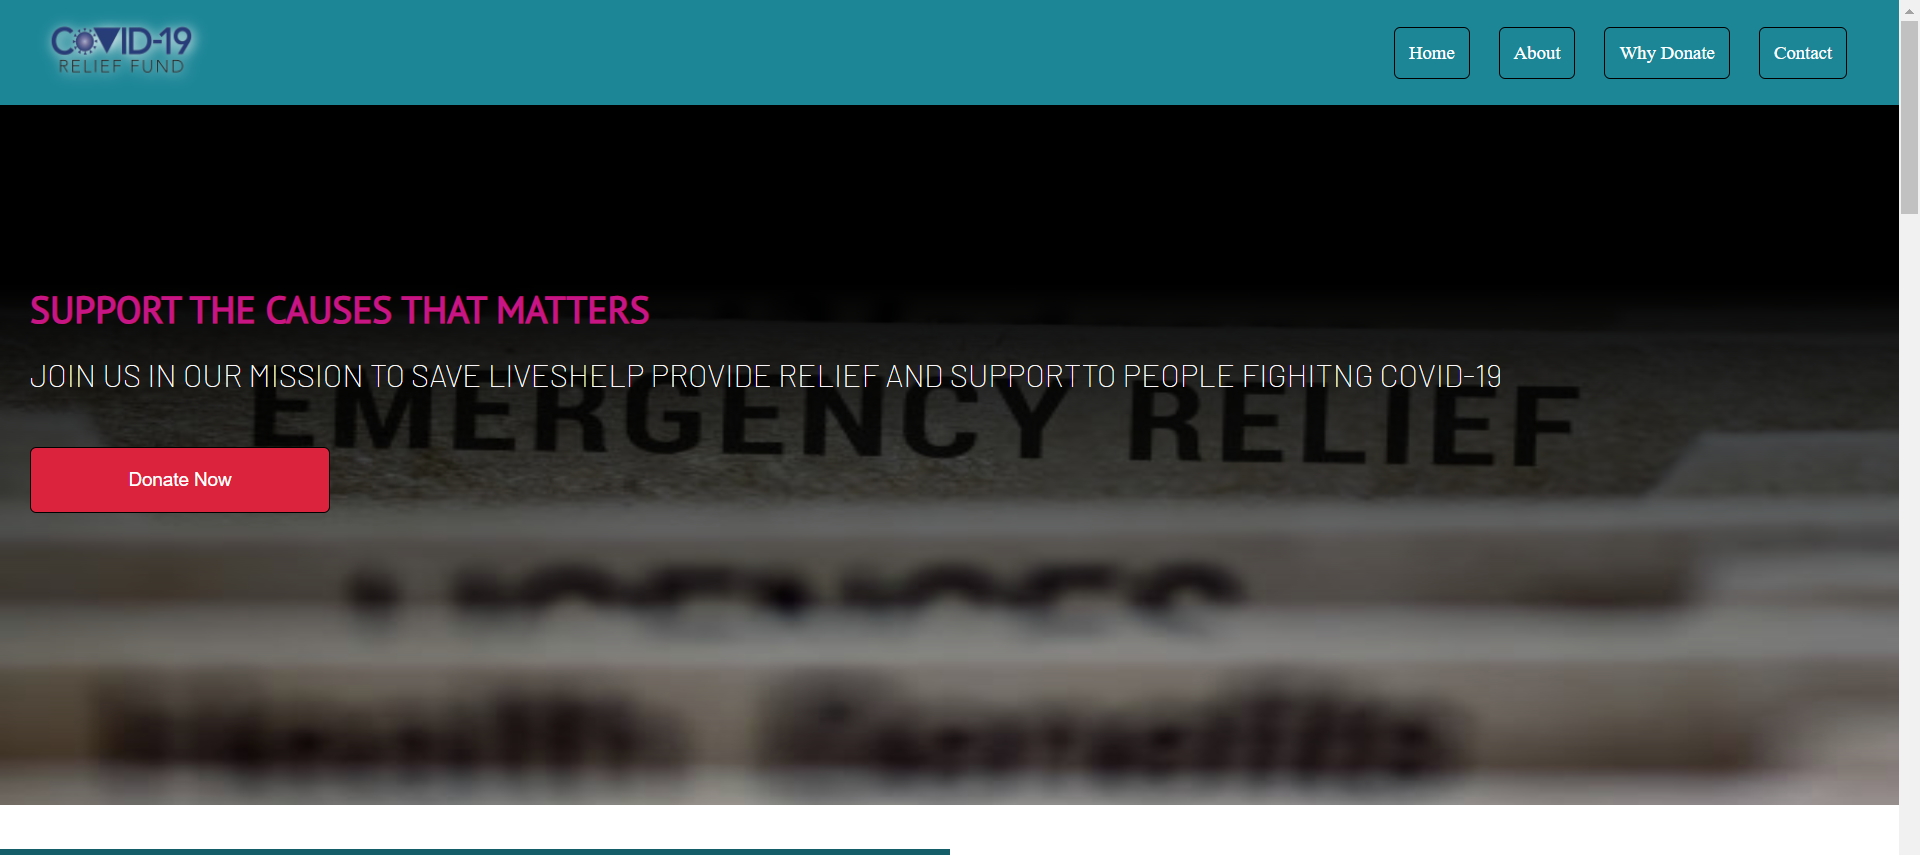 COVID-19
RELIEF FUND
Home
About
Why Donate
Contact
SUPPORT THE CAUSES THAT MATTERS
JOIN US IN OUR MISSION TO SAVE LIVESHELP PROVIDE RELIEF AND SUPPORTTO PEOPLE FIGHITNG COVID-19
EMERGENCY RELIEF
Donate Now